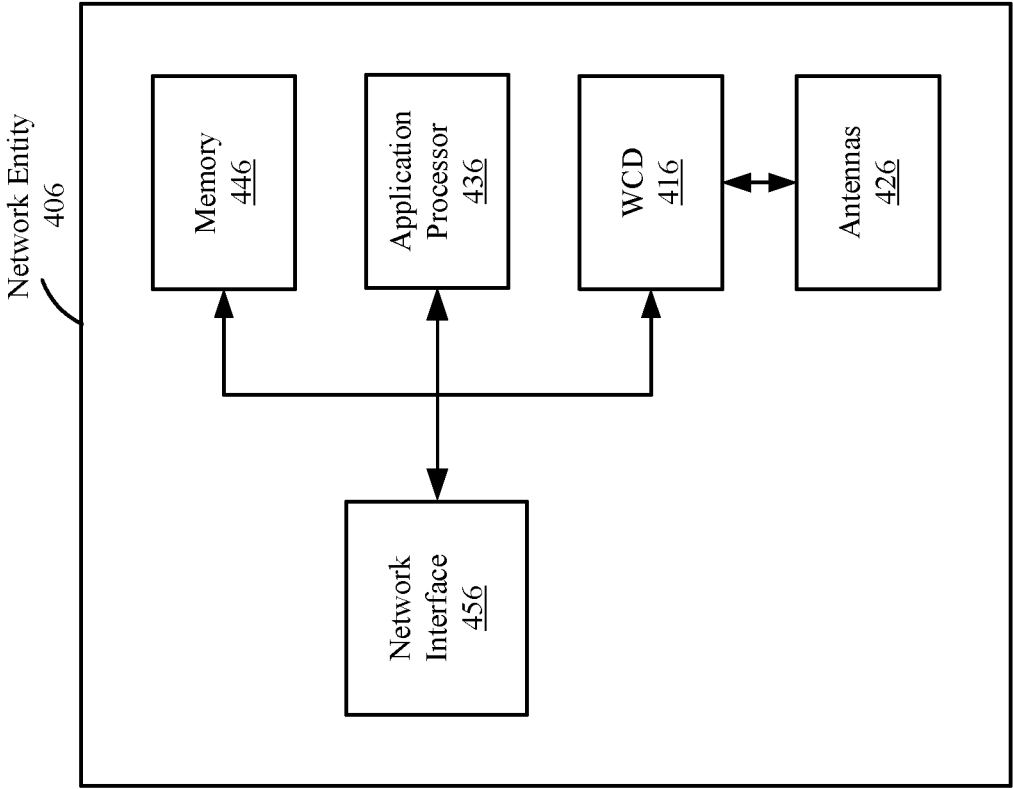 Network Entity
406
Memory
446
Application
Processor
436
WCD
416
Antennas
426
Network
Interface
456